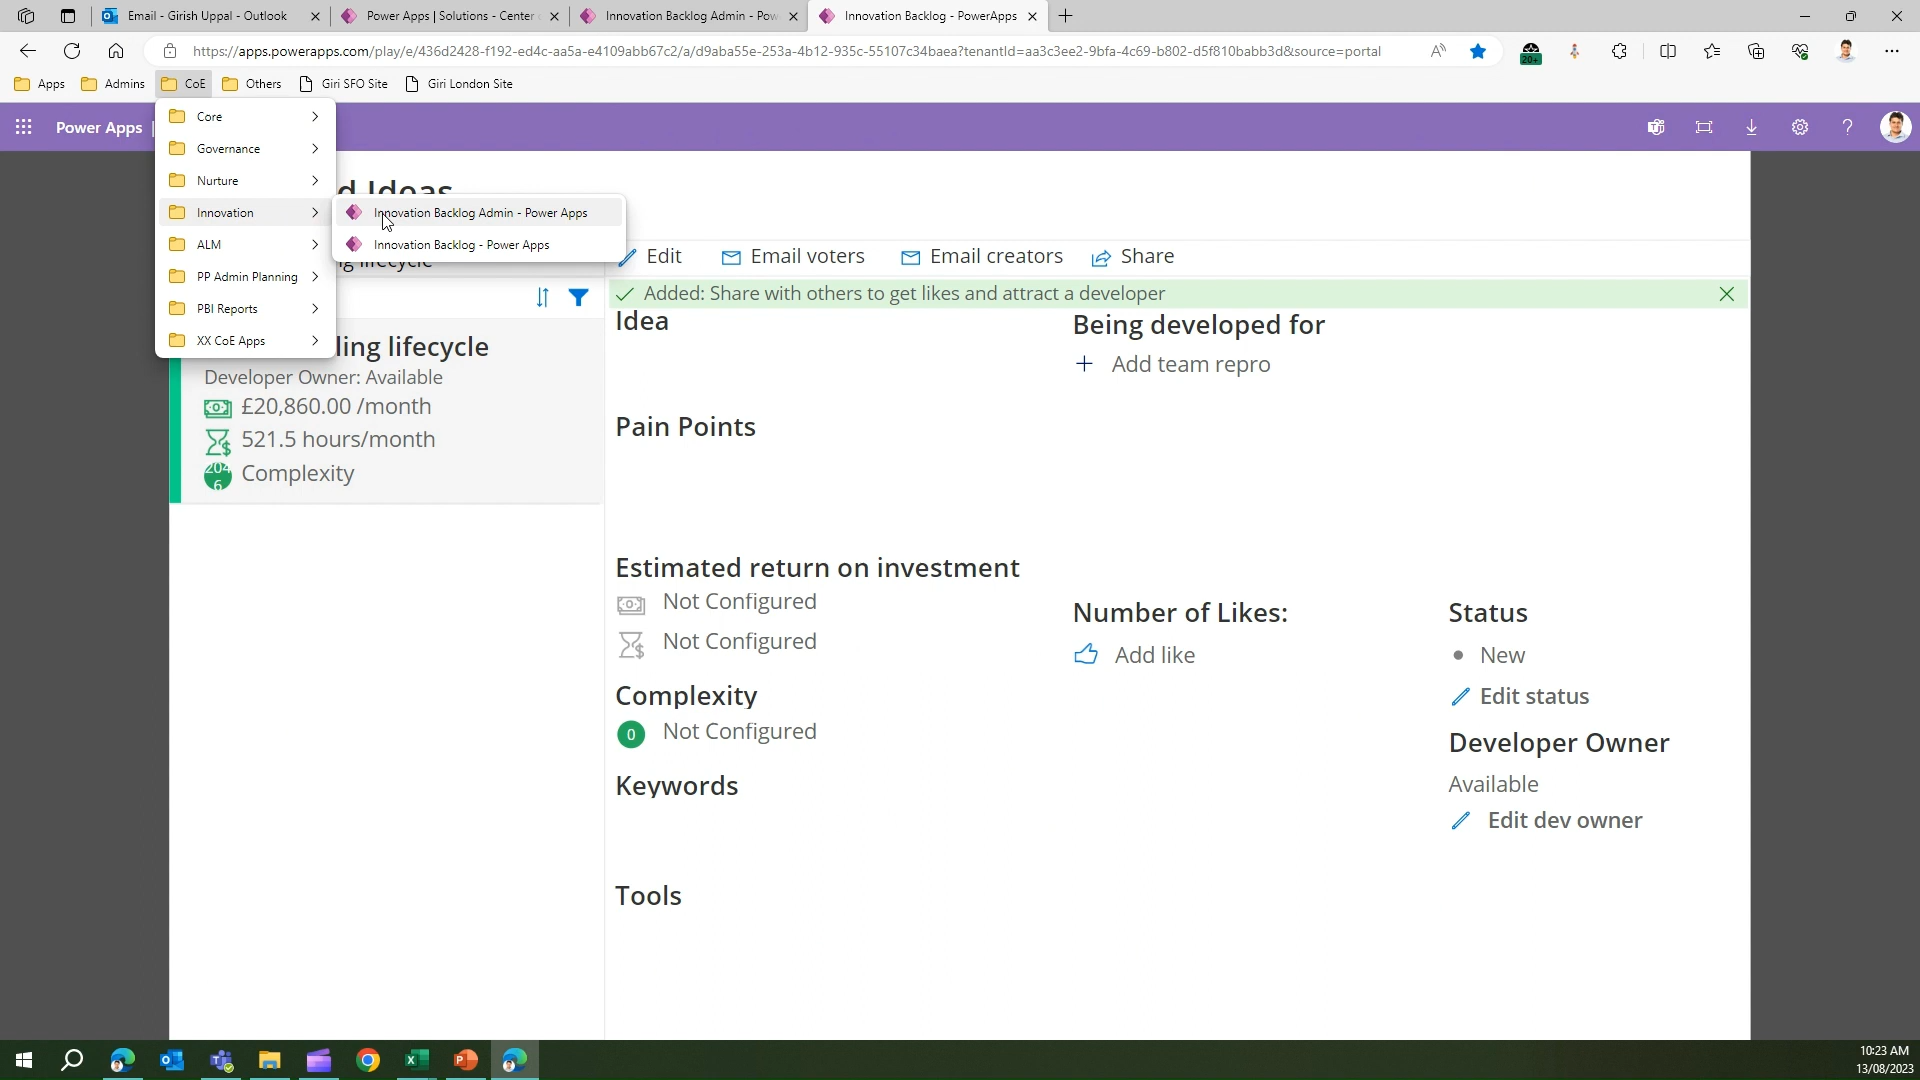 Email - Girish Uppal - Outlook
Power Apps | Solutions - Center
Innovation Backlog Admin - Pow
Innovation Backlog - PowerApps
https://apps.powerapps.com/play/e/436d2428-f192-ed4c-aa5a-e4109abb67c2/a/d9aba55e-253a-4b12-935c-55107c34baea?tenantId=aa3c3ee2-9bfa-4c69-b802-d5f810babb3d&source=portal
20+
Apps
Admins
CoE
Others
Giri SFO Site
Giri London Site
Power Apps |
Core
Governance
Nurture
Innovation
ALM
PP Admin Planning
PBI Reports
XX CoE Apps
Innovation Backlog Admin - Power Apps
Innovation Backlog - Power Apps
d Ideas
ng lifecycle
Edit
Email voters
Email creators
Share
Added: Share with others to get likes and attract a developer
ling lifecycle
Developer Owner: Available
£20,860.00 /month
521.5 hours/month
204
6
Complexity
Idea
Being developed for
Add team repro
Pain Points
Estimated return on investment
Not Configured
Not Configured
Number of Likes:
Add like
Status
New
Edit status
Complexity
0 Not Configured
Developer Owner
Available
Edit dev owner
Keywords
Tools
10:23 AM
13/08/2023